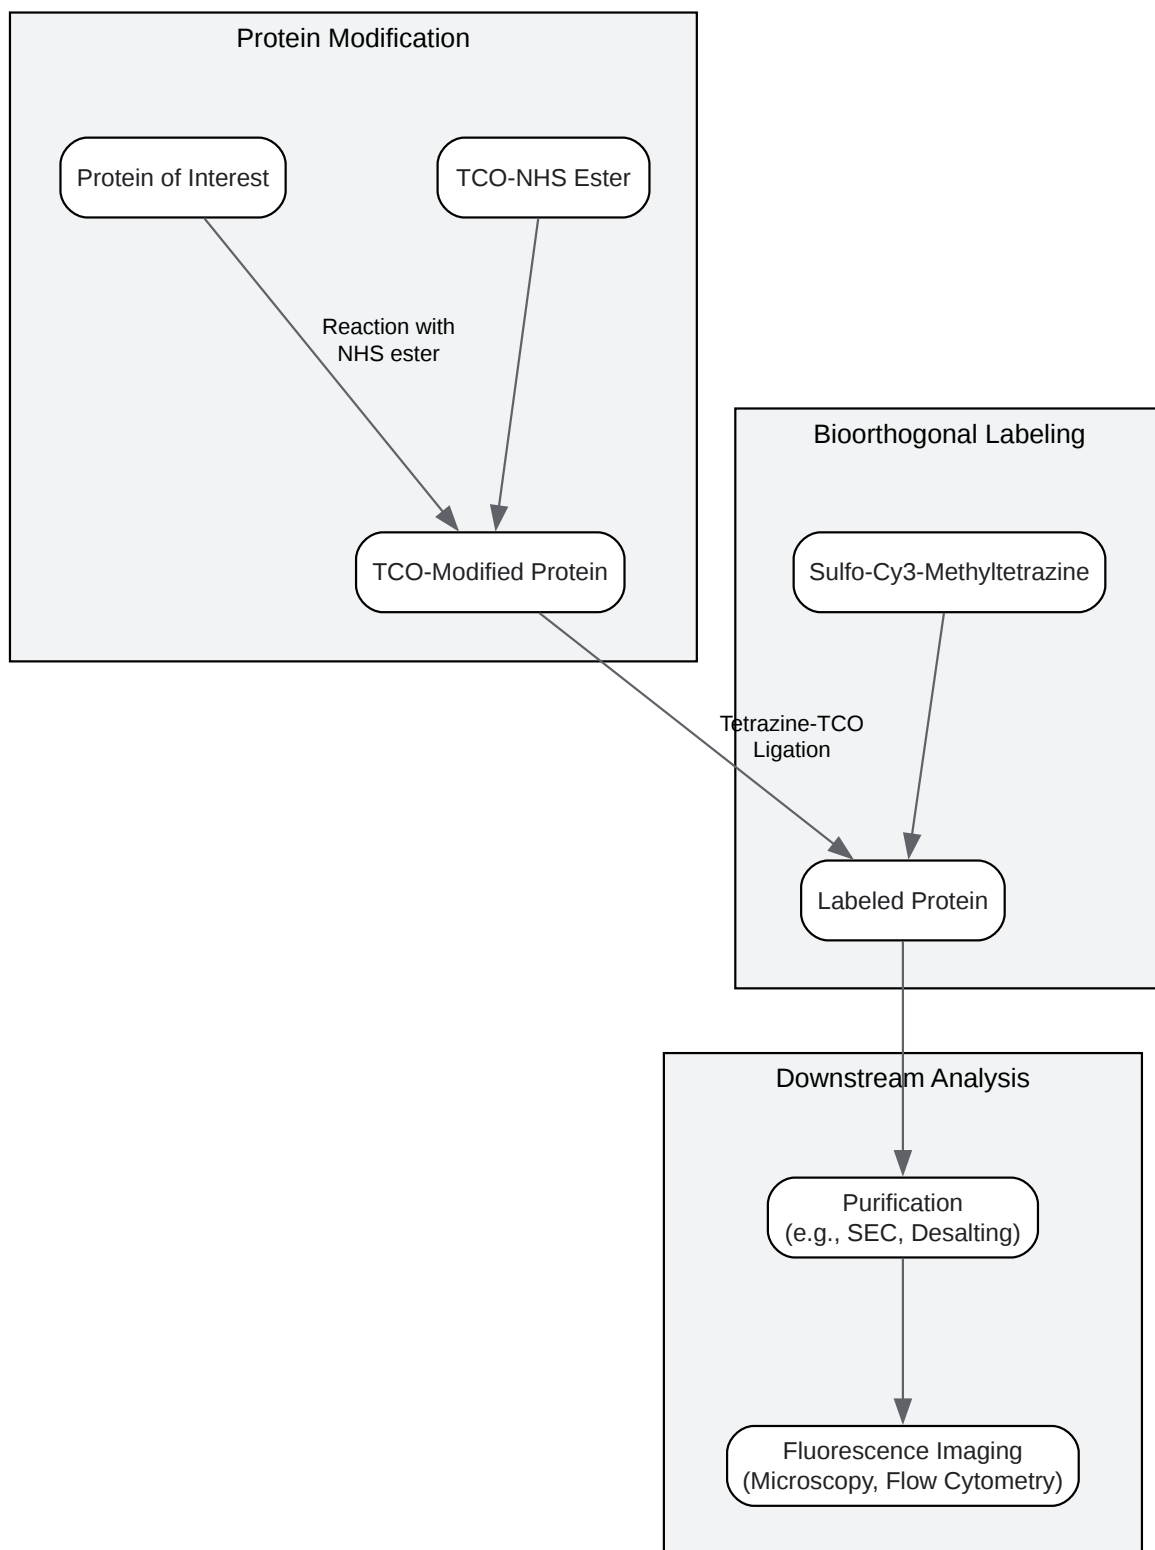 Protein Modification
Protein of Interest
TCO-NHS Ester
Reaction with
NHS ester
TCO-Modified Protein
Bioorthogonal Labeling
Sulfo-Cy3-Methyltetrazine
Tetrazine-TCO
Ligation
Labeled Protein
Downstream Analysis
Purification
(e.g., SEC, Desalting)
Fluorescence Imaging
(Microscopy, Flow Cytometry)